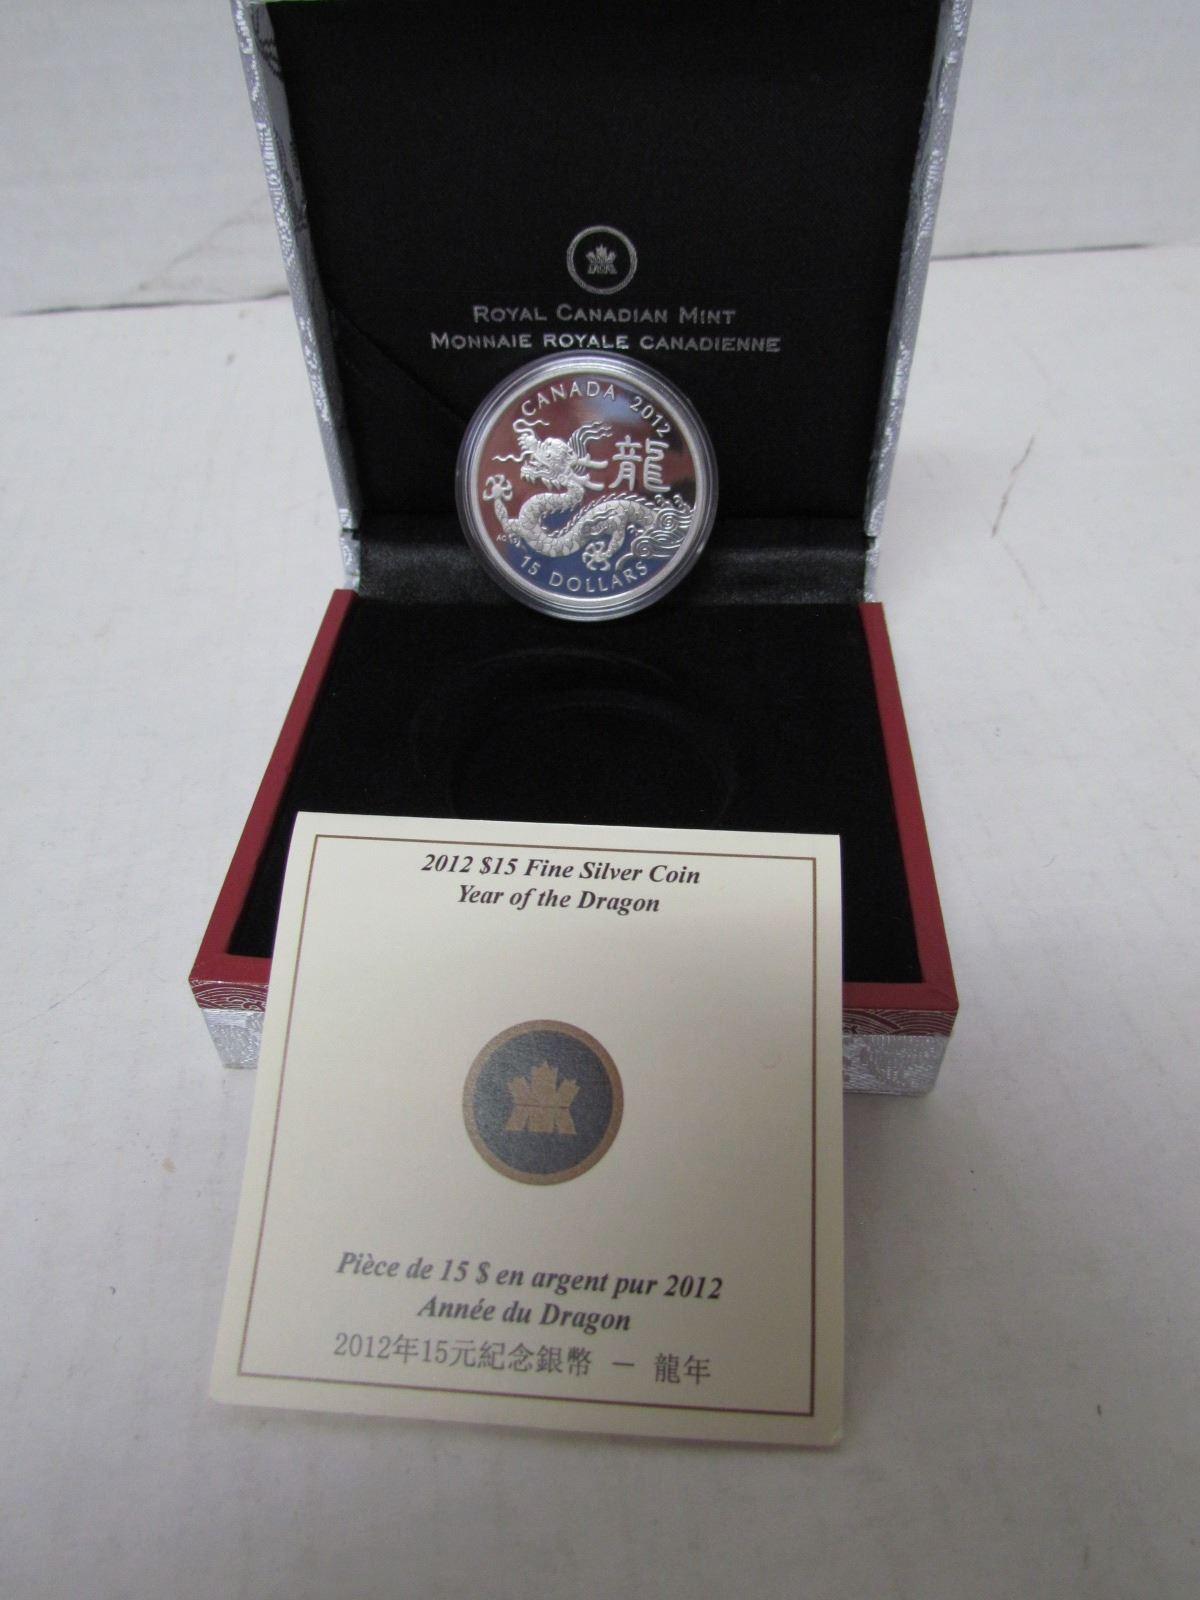 ROYAL CANADIAN MINT
MONNAIE ROYALE CANADIENNE
CANADA 2012
龍
AC
15 DOLLARS
2012 $15 Fine Silver Coin
Year of the Dragon
Pièce de 15 $ en argent pur 2012
Année du Dragon
2012年15元紀念銀幣 － 龍年